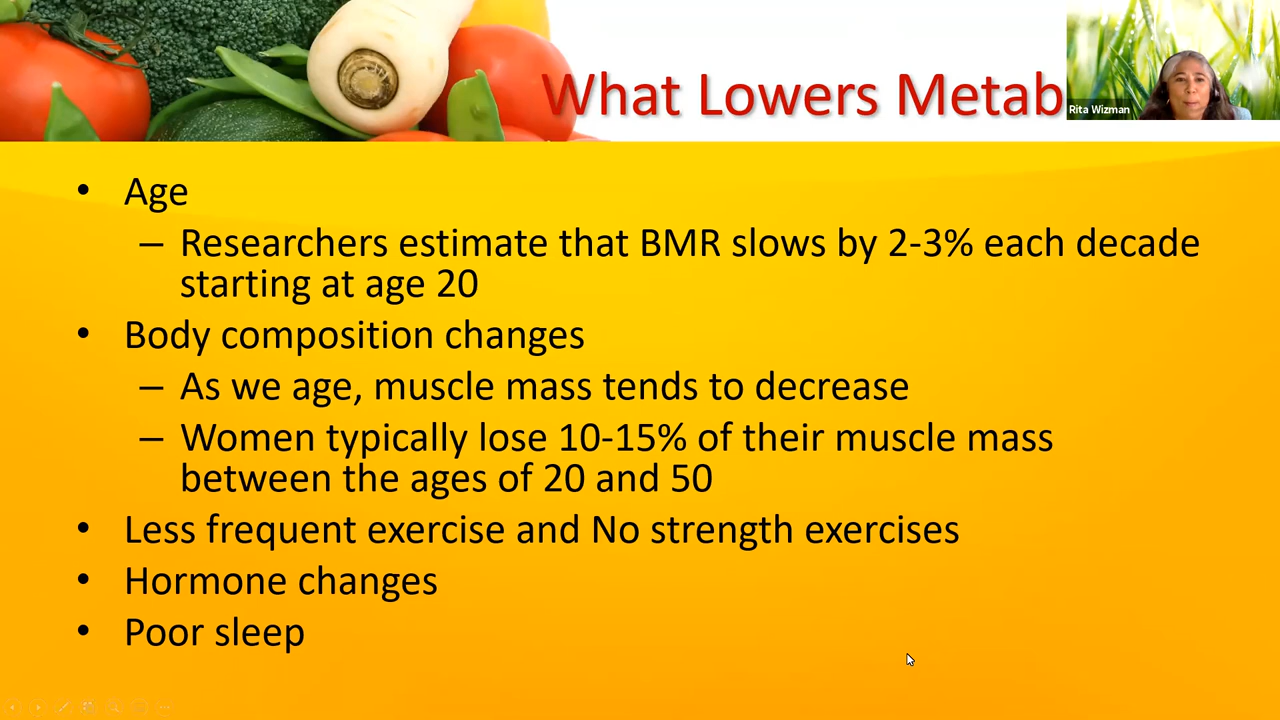 What Lowers Metab
Rita Wizman
• Age
– Researchers estimate that BMR slows by 2-3% each decade
starting at age 20
• Body composition changes
– As we age, muscle mass tends to decrease
– Women typically lose 10-15% of their muscle mass
between the ages of 20 and 50
• Less frequent exercise and No strength exercises
• Hormone changes
• Poor sleep